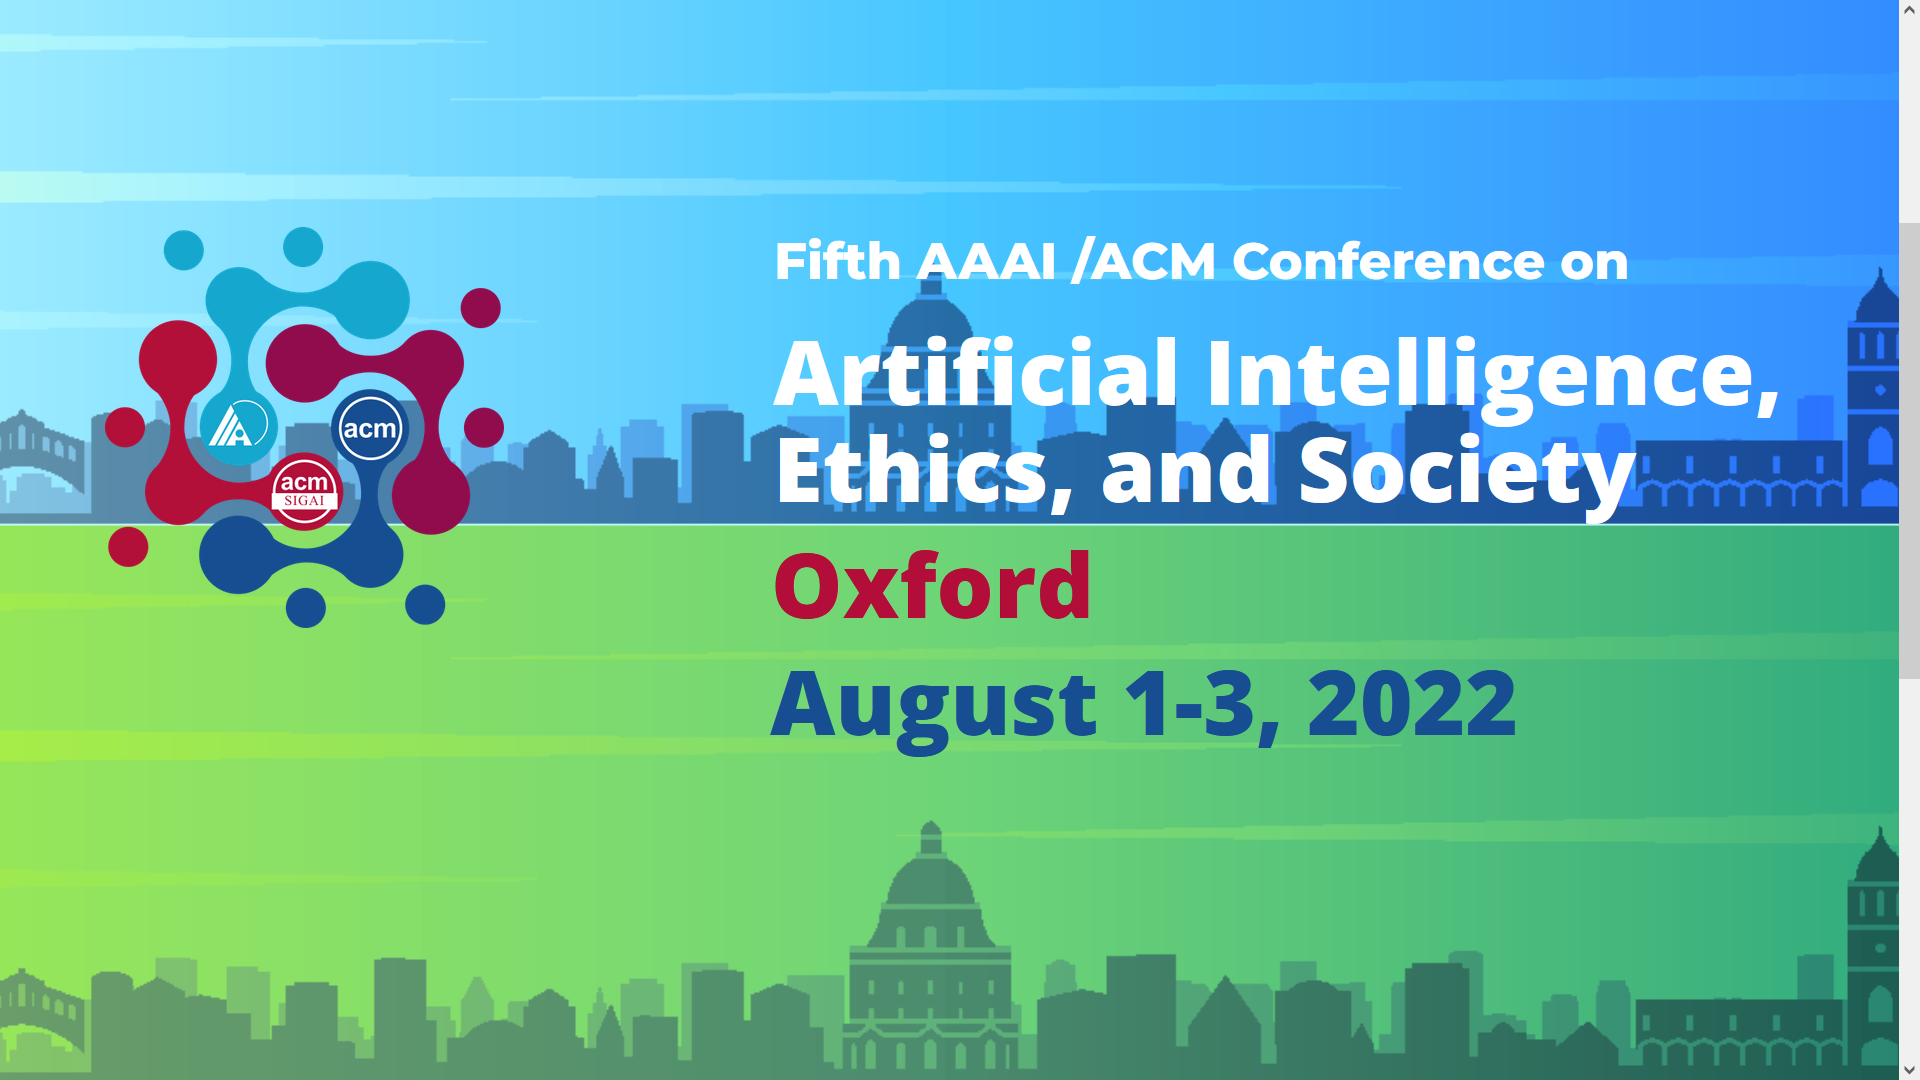 Fifth AAAI /ACM Conference on
Artificial Intelligence,
Ethics, and Society
Oxford
August 1-3, 2022
acm
acm
SIGAI